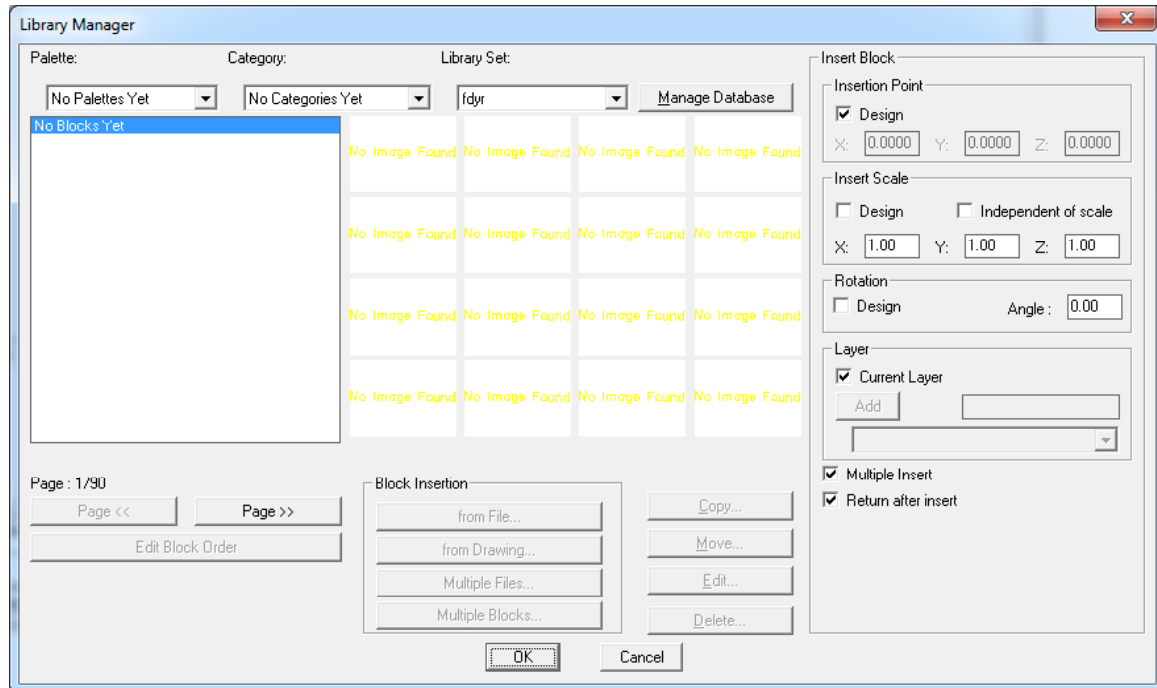 Library Manager
Palette: Category: Library Set:
No Palettes Yet No Categories Yet fdyr Manage Database
No Blocks Yet
No Image Found No Image Found No Image Found No Image Found
No Image Found No Image Found No Image Found No Image Found
No Image Found No Image Found No Image Found No Image Found
No Image Found No Image Found No Image Found No Image Found
Page : 1/90
Page << Page >>
Edit Block Order
Block Insertion
from File...
from Drawing...
Multiple Files...
Multiple Blocks...
Copy...
Move...
Edit...
Delete...
OK Cancel
Insert Block
Insertion Point
Design
X: 0.0000 Y: 0.0000 Z: 0.0000
Insert Scale
Design Independent of scale
X: 1.00 Y: 1.00 Z: 1.00
Rotation
Design Angle : 0.00
Layer
Current Layer
Add
Multiple Insert
Return after insert